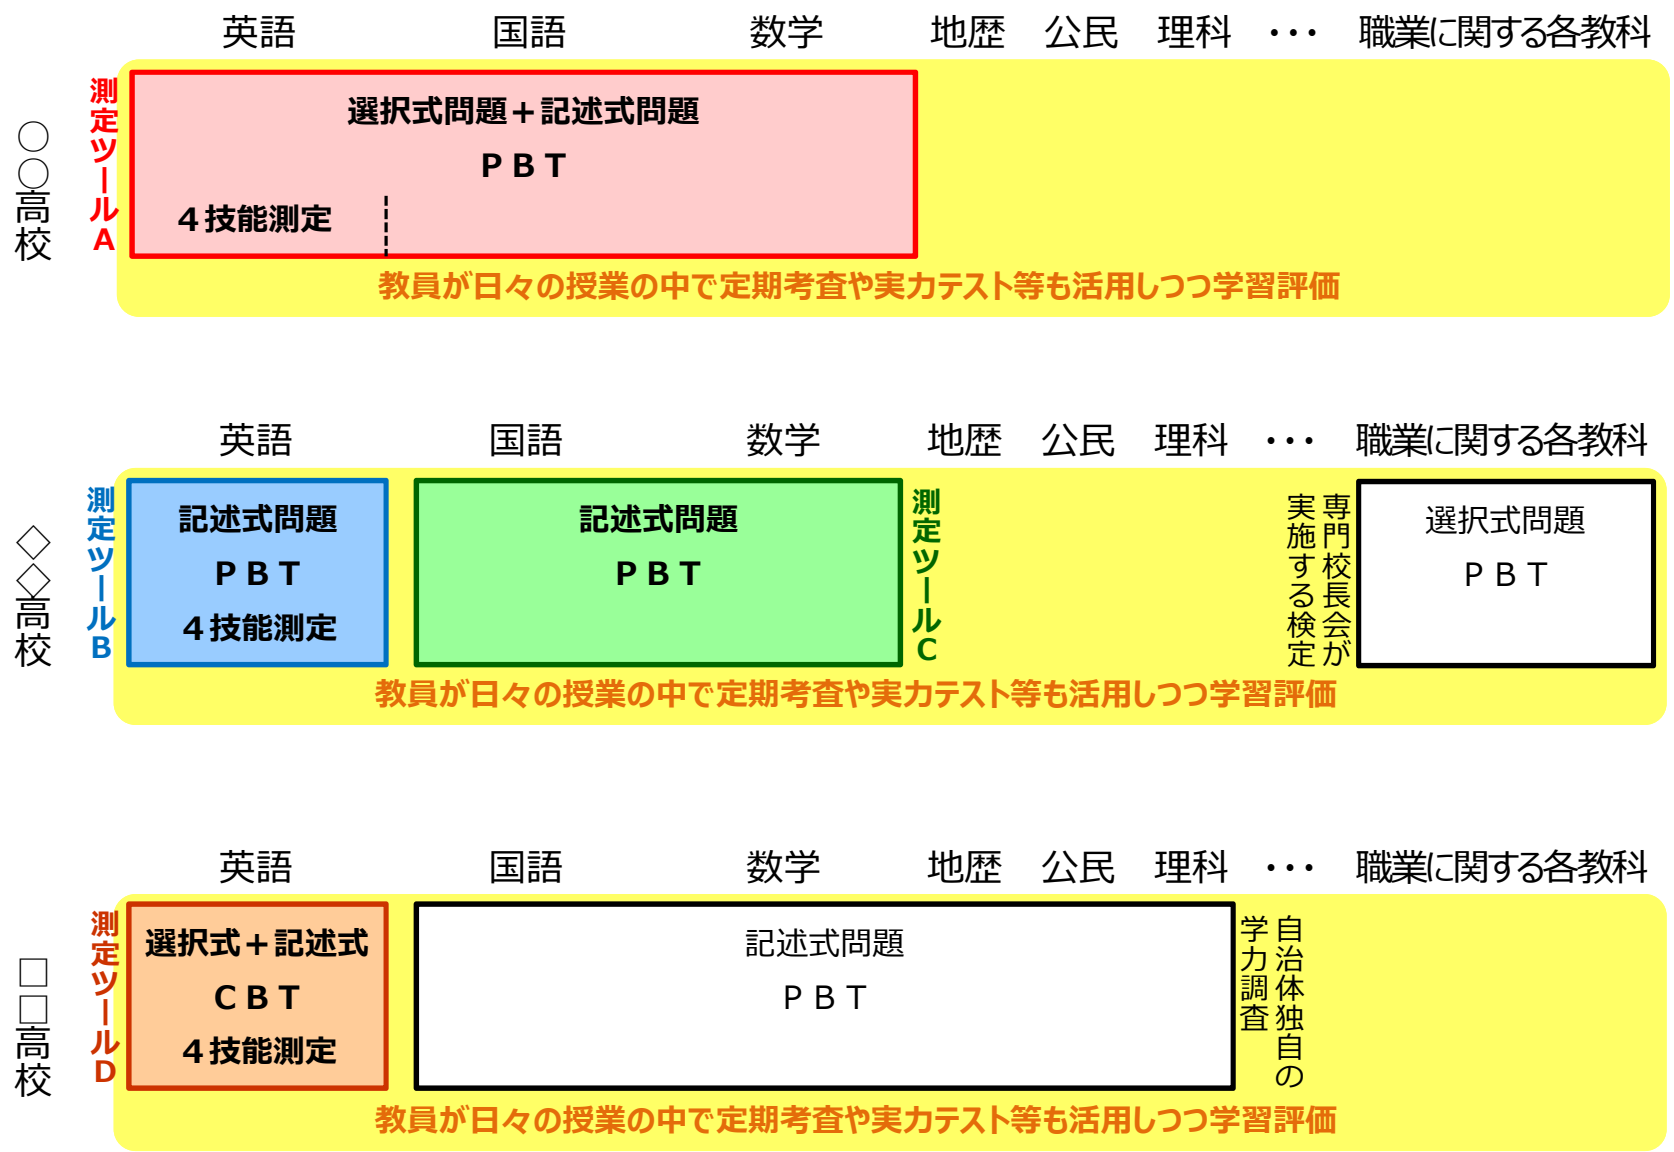 英語 国語 数学 地歴 公民 理科 ・・・ 職業に関する各教科
○○高校
測定ツールA
選択式問題+記述式問題
PBT
4技能測定
教員が日々の授業の中で定期考査や実力テスト等も活用しつつ学習評価
英語 国語 数学 地歴 公民 理科 ・・・ 職業に関する各教科
◇◇高校
測定ツールB
記述式問題
PBT
4技能測定
記述式問題
PBT
測定ツールC
専門校長会が
実施する検定
選択式問題
PBT
教員が日々の授業の中で定期考査や実力テスト等も活用しつつ学習評価
英語 国語 数学 地歴 公民 理科 ・・・ 職業に関する各教科
□□高校
測定ツールD
選択式+記述式
CBT
4技能測定
記述式問題
PBT
自治体独自の
学力調査
教員が日々の授業の中で定期考査や実力テスト等も活用しつつ学習評価